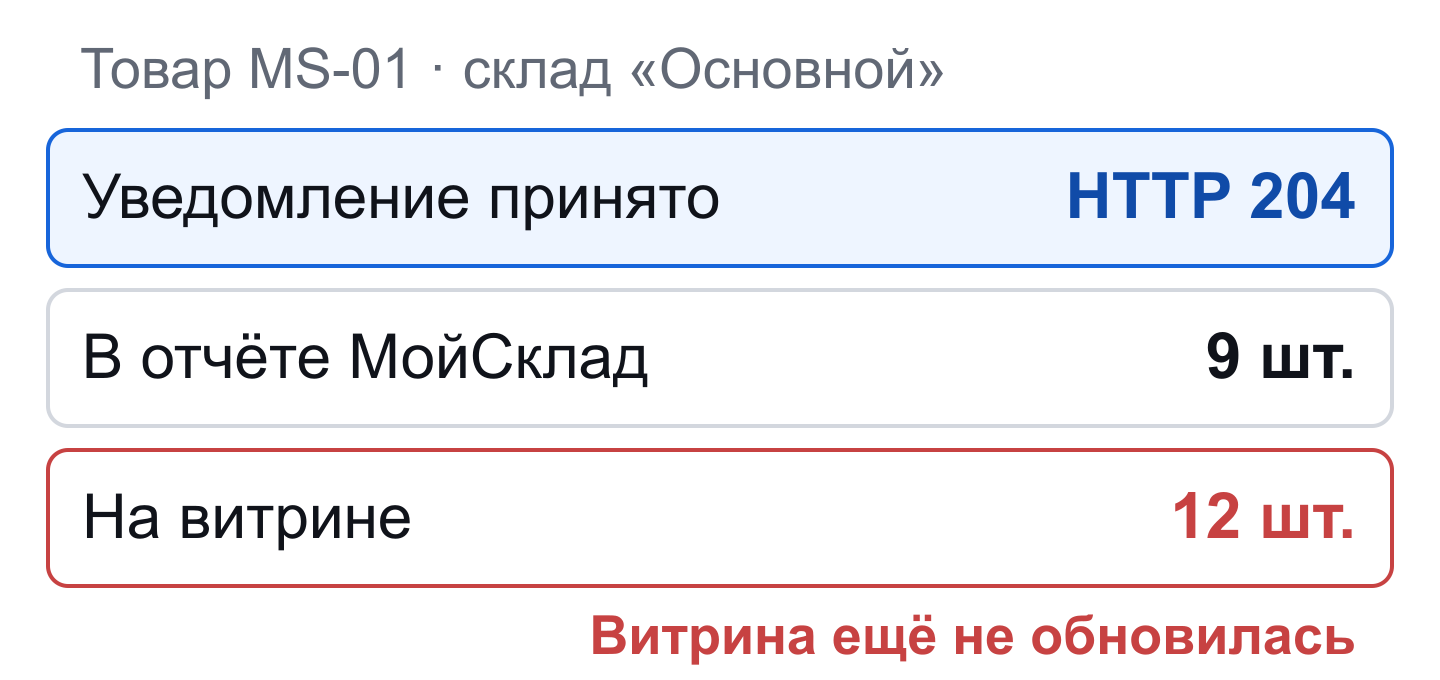 Товар MS-01 · склад «Основной»
Уведомление принято HTTP 204
В отчёте МойСклад 9 шт.
На витрине 12 шт.
Витрина ещё не обновилась